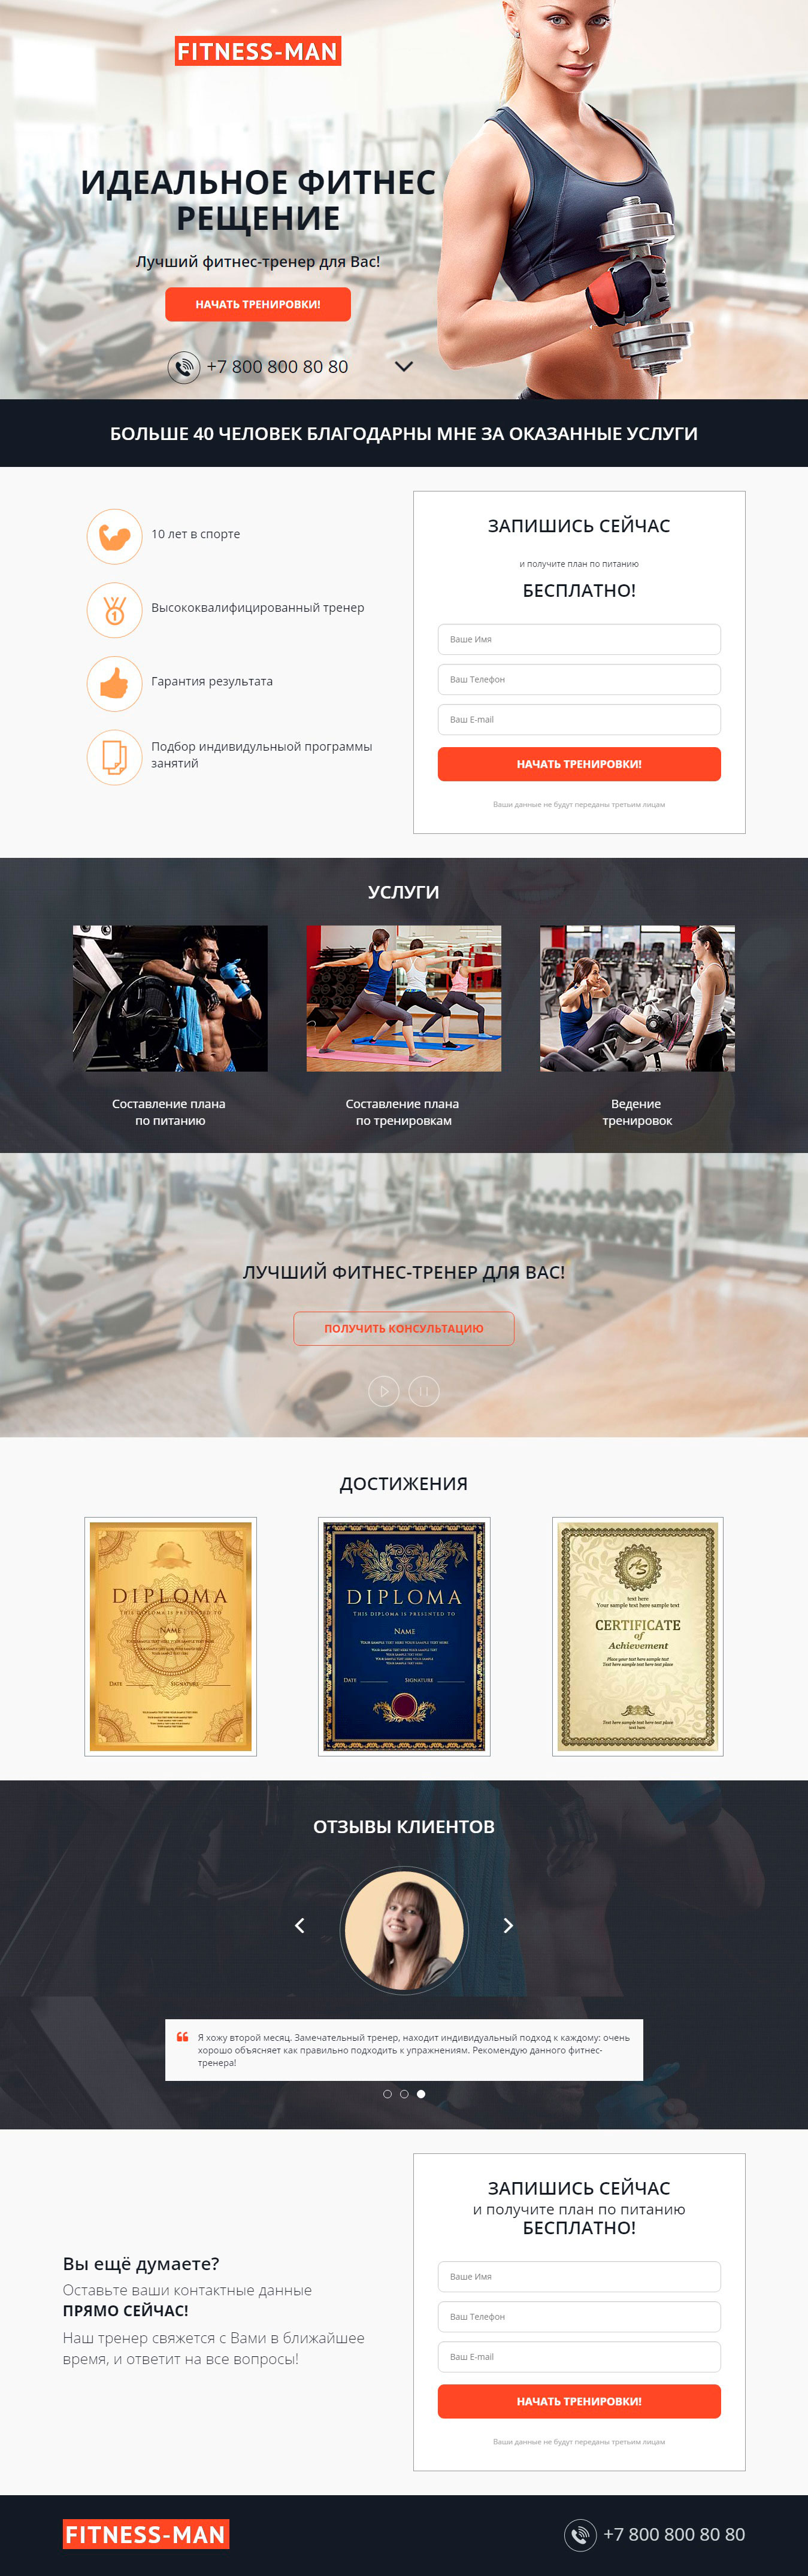 FITNESS-MAN
ИДЕАЛЬНОЕ ФИТНЕС
РЕЩЕНИЕ
Лучший фитнес-тренер для Вас!
НАЧАТЬ ТРЕНИРОВКИ!
+7 800 800 80 80
БОЛЬШЕ 40 ЧЕЛОВЕК БЛАГОДАРНЫ МНЕ ЗА ОКАЗАННЫЕ УСЛУГИ
10 лет в спорте
1
Высококвалифицированный тренер
Гарантия результата
Подбор индивидульныой программы
занятий
ЗАПИШИСЬ СЕЙЧАС
и получите план по питанию
БЕСПЛАТНО!
Ваше Имя
Ваш Телефон
Ваш E-mail
НАЧАТЬ ТРЕНИРОВКИ!
Ваши данные не будут переданы третьим лицам
УСЛУГИ
Составление плана
по питанию
Составление плана
по тренировкам
Ведение
тренировок
ЛУЧШИЙ ФИТНЕС-ТРЕНЕР ДЛЯ ВАС!
ПОЛУЧИТЬ КОНСУЛЬТАЦИЮ
ДОСТИЖЕНИЯ
DIPLOMA
THIS DIPLOMA IS PRESENTED TO
NAME
DATE SIGNATURE
DIPLOMA
THIS DIPLOMA IS PRESENTED TO
NAME
DATE SIGNATURE
AS
text here
Your sample text here sample text
CERTIFICATE
of
Achievement
Place your text here sample text
Text here sample text here text place
Text here sample text here text place
text here
ОТЗЫВЫ КЛИЕНТОВ
Я хожу второй месяц. Замечательный тренер, находит индивидуальный подход к каждому: очень
хорошо объясняет как правильно подходить к упражнениям. Рекомендую данного фитнес-
тренера!
Вы ещё думаете?
Оставьте ваши контактные данные
ПРЯМО СЕЙЧАС!
Наш тренер свяжется с Вами в ближайшее
время, и ответит на все вопросы!
ЗАПИШИСЬ СЕЙЧАС
и получите план по питанию
БЕСПЛАТНО!
Ваше Имя
Ваш Телефон
Ваш E-mail
НАЧАТЬ ТРЕНИРОВКИ!
Ваши данные не будут переданы третьим лицам
FITNESS-MAN
+7 800 800 80 80